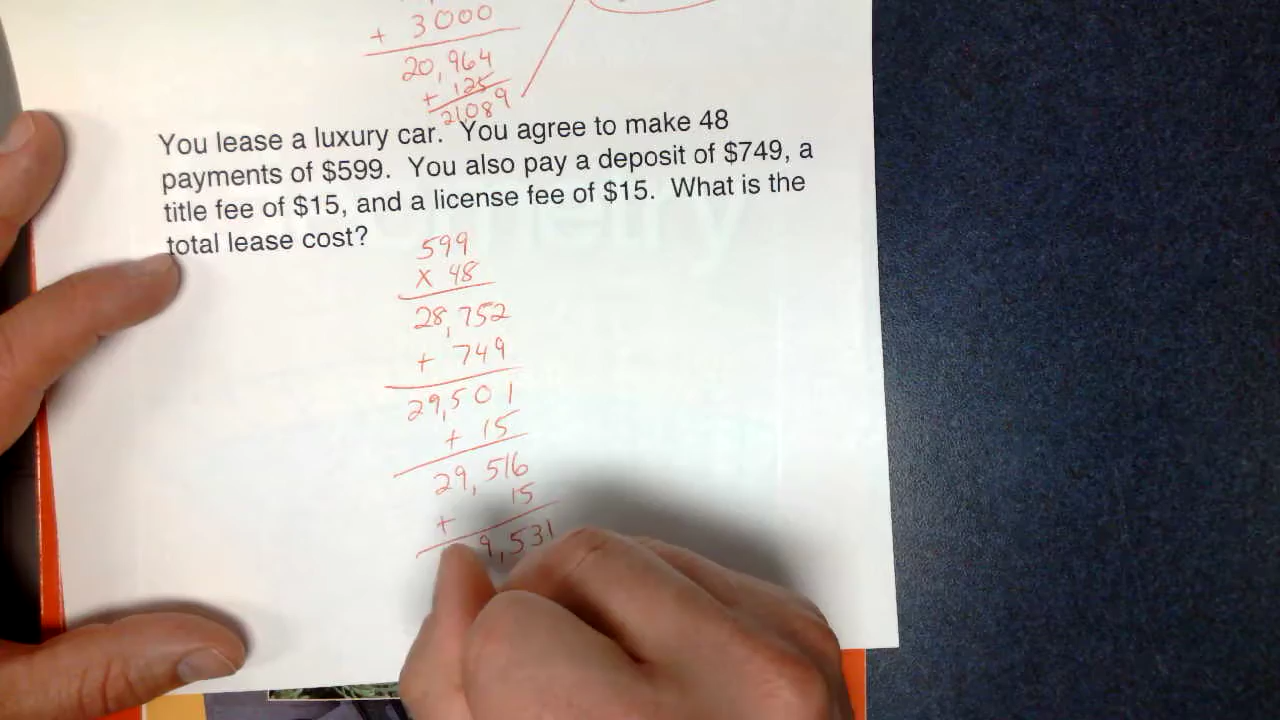 + 3000
20,964
+ 125
21089
You lease a luxury car. You agree to make 48
payments of $599. You also pay a deposit of $749, a
title fee of $15, and a license fee of $15. What is the
total lease cost?
599
x 48
28,752
+ 749
29,501
+ 15
29,516
+ 15
9,531